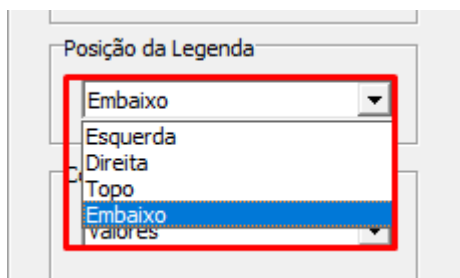 Posição da Legenda
Embaixo
Esquerda
Direita
Topo
Embaixo
Valores